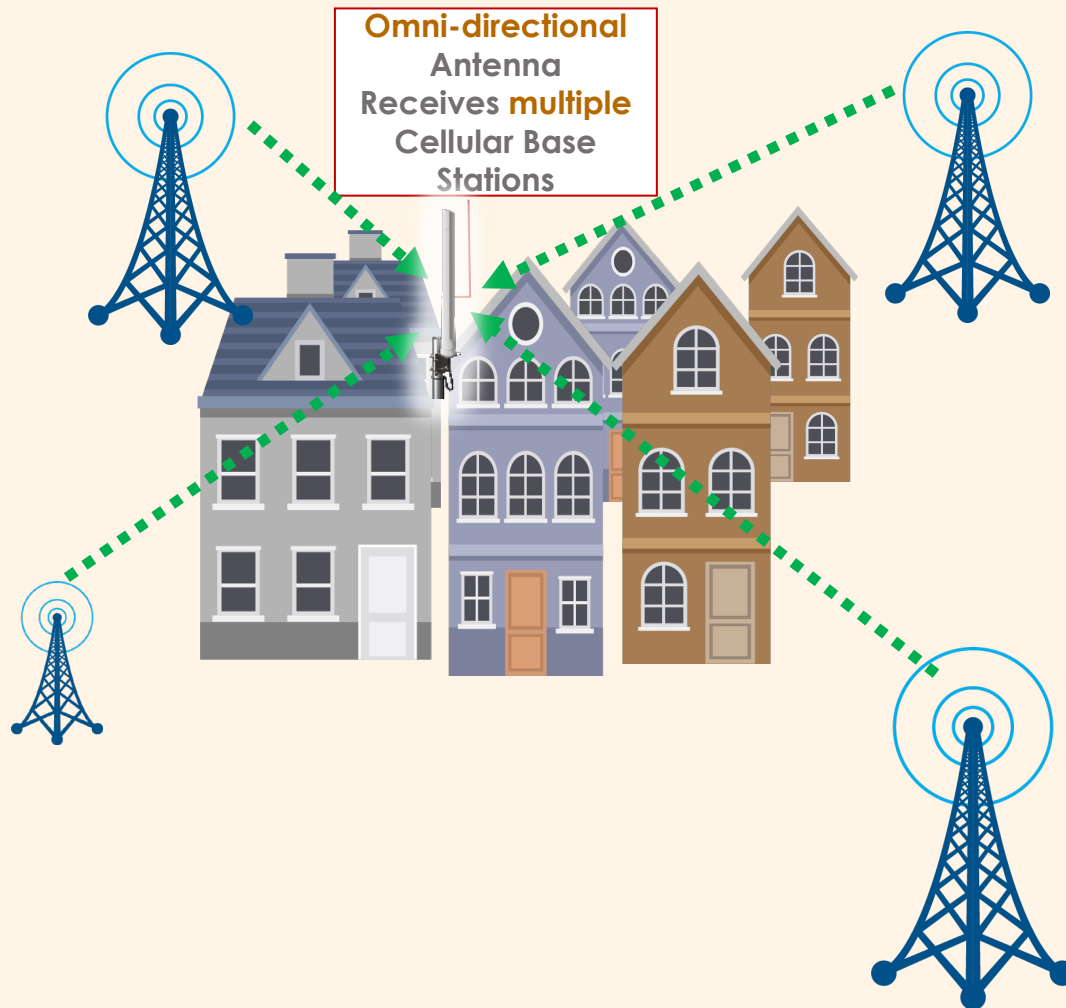 Omni-directional
Antenna
Receives multiple
Cellular Base
Stations